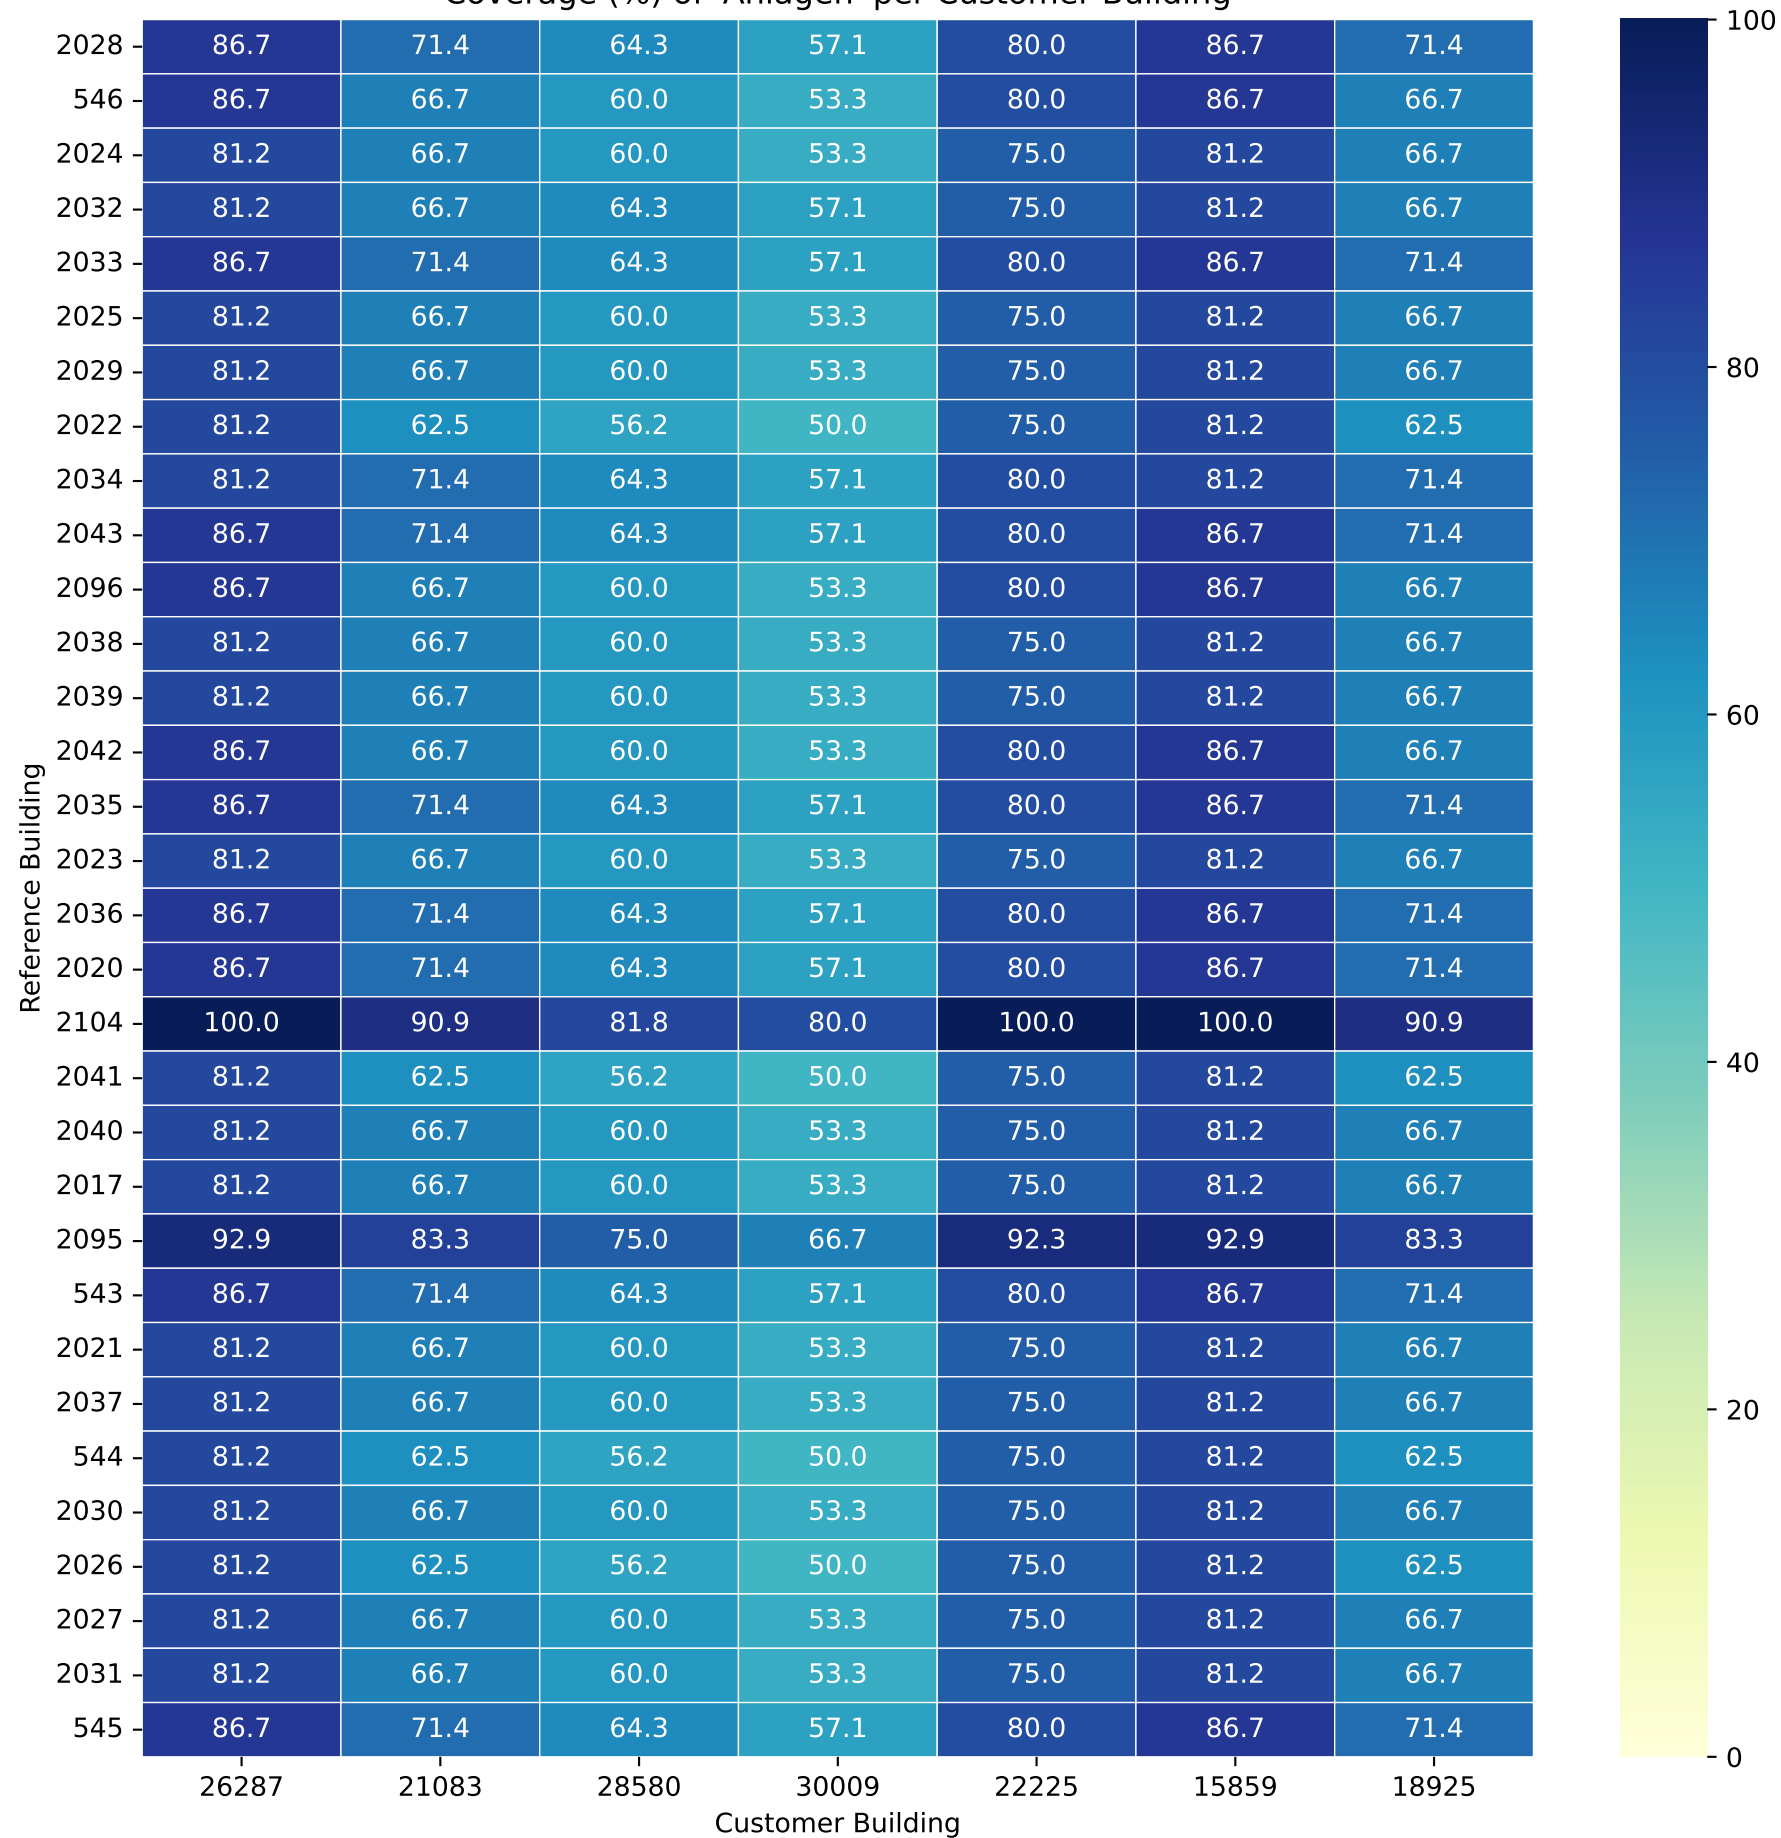 Coverage (%) of 'Anlagen' per Customer Building
2028 86.7 71.4 64.3 57.1 80.0 86.7 71.4
546 86.7 66.7 60.0 53.3 80.0 86.7 66.7
2024 81.2 66.7 60.0 53.3 75.0 81.2 66.7
2032 81.2 66.7 64.3 57.1 75.0 81.2 66.7
2033 86.7 71.4 64.3 57.1 80.0 86.7 71.4
2025 81.2 66.7 60.0 53.3 75.0 81.2 66.7
2029 81.2 66.7 60.0 53.3 75.0 81.2 66.7
2022 81.2 62.5 56.2 50.0 75.0 81.2 62.5
2034 81.2 71.4 64.3 57.1 80.0 81.2 71.4
2043 86.7 71.4 64.3 57.1 80.0 86.7 71.4
2096 86.7 66.7 60.0 53.3 80.0 86.7 66.7
2038 81.2 66.7 60.0 53.3 75.0 81.2 66.7
2039 81.2 66.7 60.0 53.3 75.0 81.2 66.7
2042 86.7 66.7 60.0 53.3 80.0 86.7 66.7
2035 86.7 71.4 64.3 57.1 80.0 86.7 71.4
2023 81.2 66.7 60.0 53.3 75.0 81.2 66.7
2036 86.7 71.4 64.3 57.1 80.0 86.7 71.4
2020 86.7 71.4 64.3 57.1 80.0 86.7 71.4
2104 100.0 90.9 81.8 80.0 100.0 100.0 90.9
2041 81.2 62.5 56.2 50.0 75.0 81.2 62.5
2040 81.2 66.7 60.0 53.3 75.0 81.2 66.7
2017 81.2 66.7 60.0 53.3 75.0 81.2 66.7
2095 92.9 83.3 75.0 66.7 92.3 92.9 83.3
543 86.7 71.4 64.3 57.1 80.0 86.7 71.4
2021 81.2 66.7 60.0 53.3 75.0 81.2 66.7
2037 81.2 66.7 60.0 53.3 75.0 81.2 66.7
544 81.2 62.5 56.2 50.0 75.0 81.2 62.5
2030 81.2 66.7 60.0 53.3 75.0 81.2 66.7
2026 81.2 62.5 56.2 50.0 75.0 81.2 62.5
2027 81.2 66.7 60.0 53.3 75.0 81.2 66.7
2031 81.2 66.7 60.0 53.3 75.0 81.2 66.7
545 86.7 71.4 64.3 57.1 80.0 86.7 71.4
26287 21083 28580 30009 22225 15859 18925
Customer Building
Reference Building
100
80
60
40
20
0